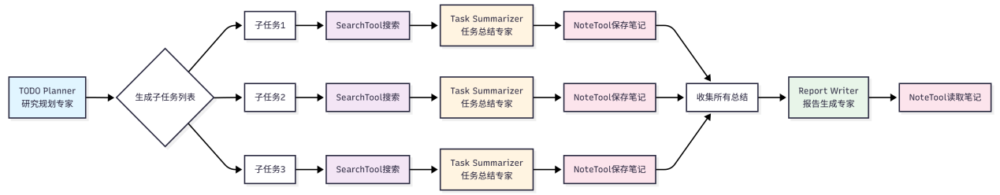 TODO Planner
研究规划专家
生成子任务列表
子任务1
SearchTool搜索
Task Summarizer
任务总结专家
NoteTool保存笔记
子任务2
SearchTool搜索
Task Summarizer
任务总结专家
NoteTool保存笔记
子任务3
SearchTool搜索
Task Summarizer
任务总结专家
NoteTool保存笔记
收集所有总结
Report Writer
报告生成专家
NoteTool读取笔记